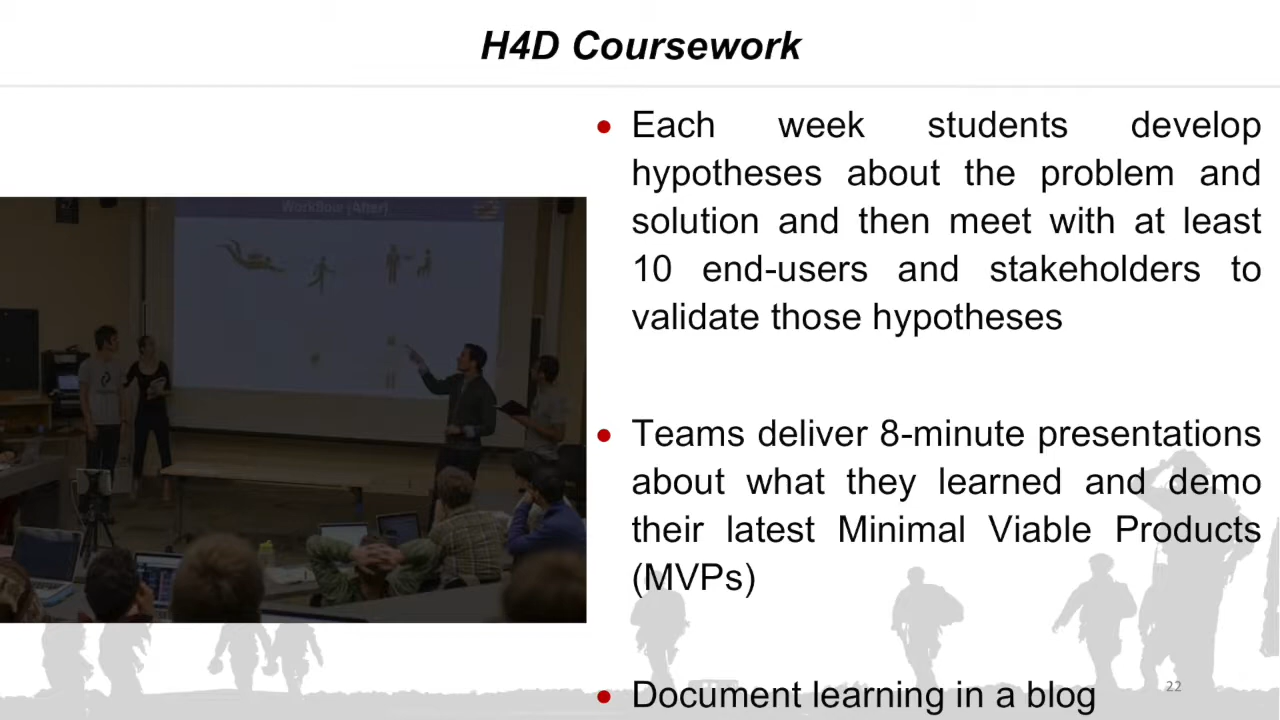 H4D Coursework
Workflow (After)
Each week students develop
hypotheses about the problem and
solution and then meet with at least
10 end-users and stakeholders to
validate those hypotheses
Teams deliver 8-minute presentations
about what they learned and demo
their latest Minimal Viable Products
(MVPs)
Document learning in a blog
22